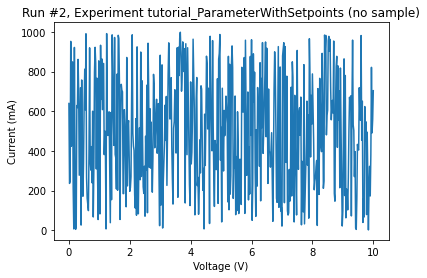 Run #2, Experiment tutorial_ParameterWithSetpoints (no sample)
1000
800
600
400
200
0
Current (mA)
0 2 4 6 8 10
Voltage (V)